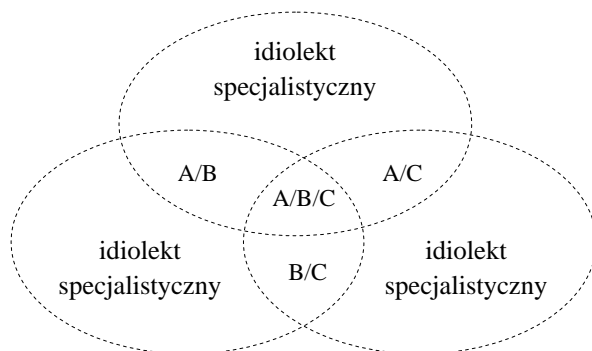 idiolekt
specjalistyczny
A/B
A/C
A/B/C
idiolekt
specjalistyczny
idiolekt
specjalistyczny
B/C